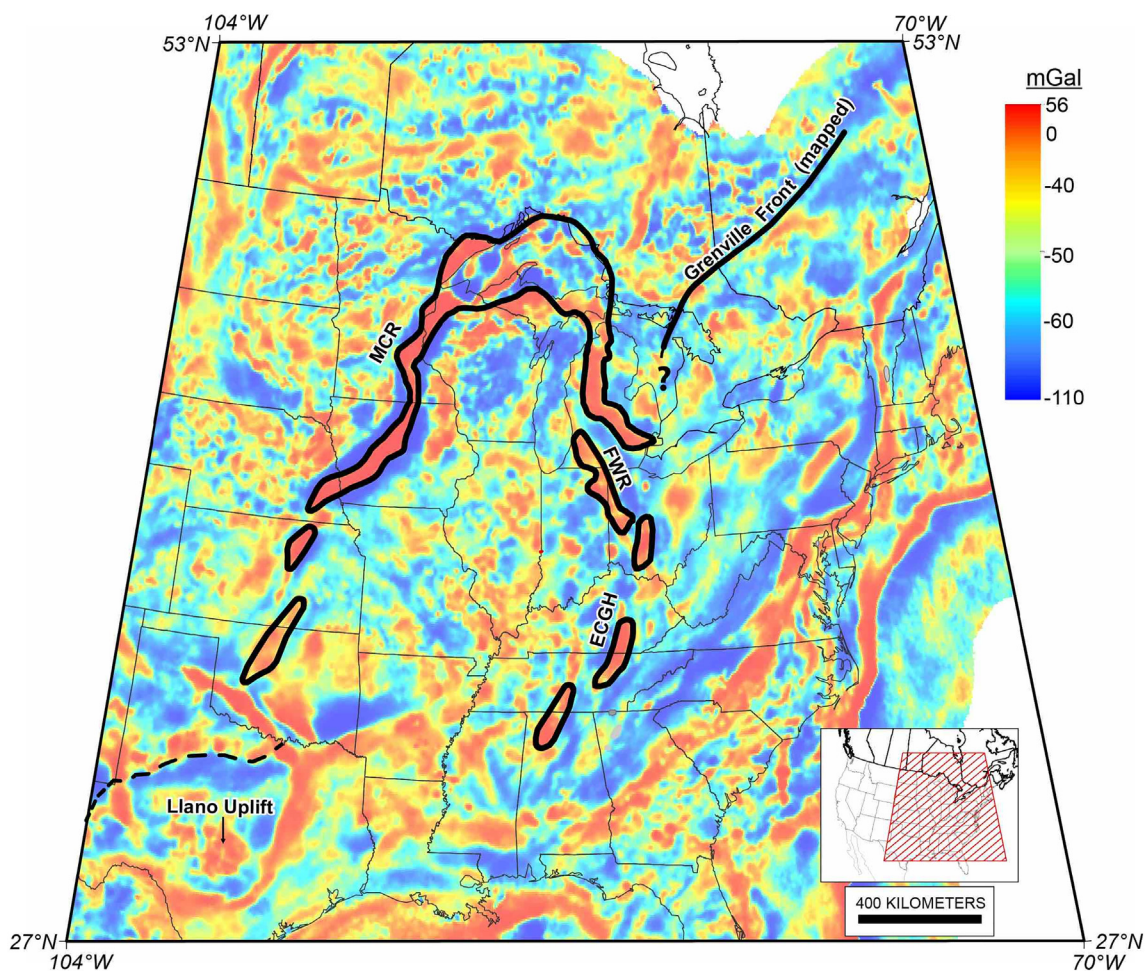 104°W
70°W
53°N
53°N
mGal
56
0
-40
-50
-60
-110
Grenville Front (mapped)
MCR
?
FWR
ECGH
Llano Uplift
400 KILOMETERS
27°N
27°N
104°W
70°W